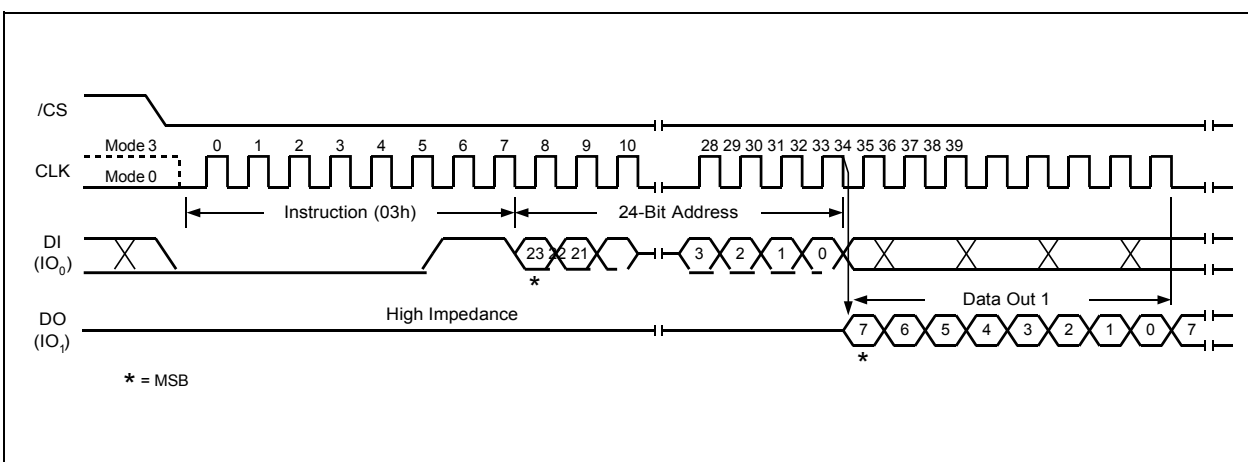 /CS
Mode 3
0 1 2 3 4 5 6 7 8 9 10 28 29 30 31 32 33 34 35 36 37 38 39
CLK
Mode 0
Instruction (03h) 24-Bit Address
DI
(IO0)
23 22 21 3 2 1 0
*
Data Out 1
High Impedance
DO
(IO1)
7 6 5 4 3 2 1 0 7
*
* = MSB